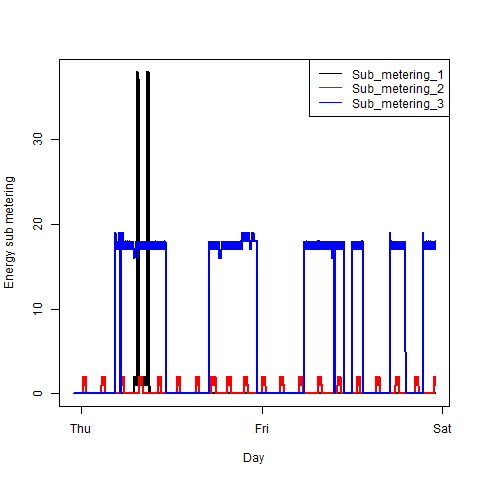 Sub_metering_1
Sub_metering_2
Sub_metering_3
Energy sub metering
30
20
10
0
Thu Fri Sat
Day